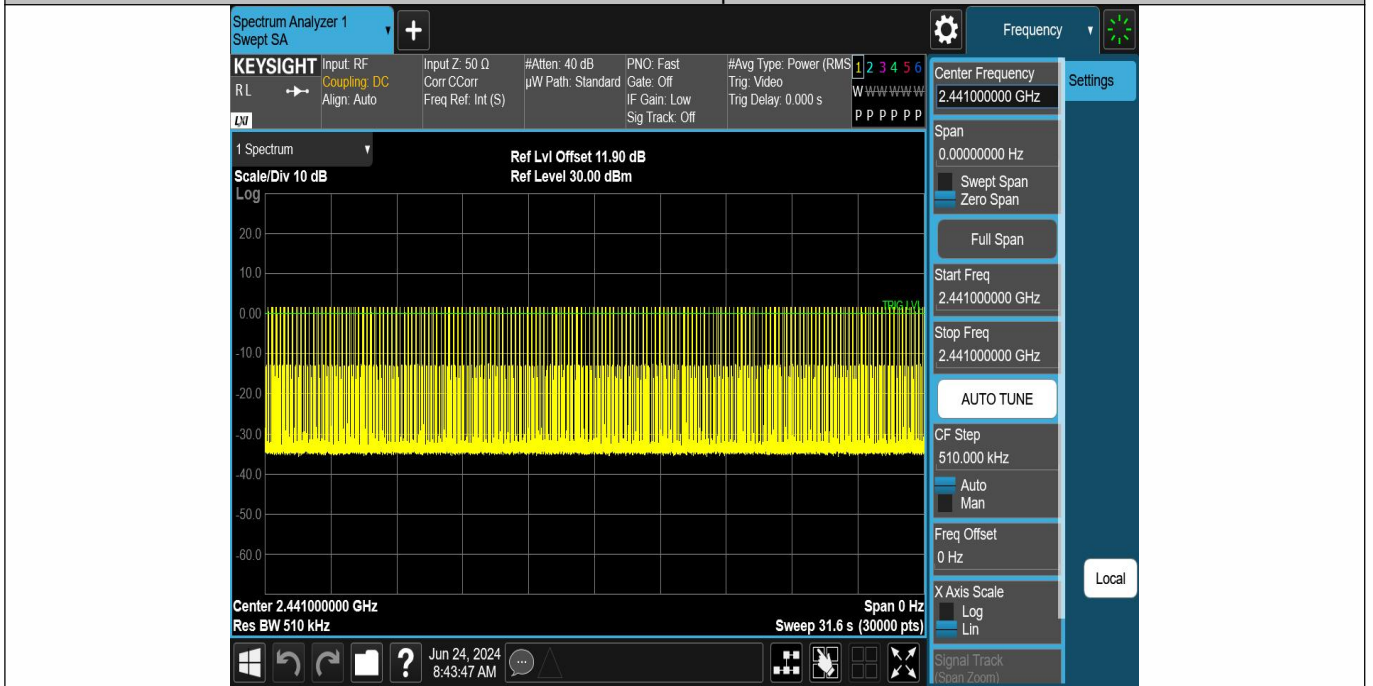 Spectrum Analyzer 1
Swept SA
+
Frequency
KEYSIGHT
RL
LXI
Input: RF
Coupling: DC
Align: Auto
Input Z: 50 Ω
Corr CCorr
Freq Ref: Int (S)
#Atten: 40 dB
µW Path: Standard
PNO: Fast
Gate: Off
IF Gain: Low
Sig Track: Off
#Avg Type: Power (RMS
Trig: Video
Trig Delay: 0.000 s
1 2 3 4 5 6
W W W W W W
P P P P P P
1 Spectrum
Scale/Div 10 dB
Log
Ref Lvl Offset 11.90 dB
Ref Level 30.00 dBm
20.0
10.0
0.00
-10.0
-20.0
-30.0
-40.0
-50.0
-60.0
TRIG LVL
Center 2.441000000 GHz
Res BW 510 kHz
Span 0 Hz
Sweep 31.6 s (30000 pts)
Center Frequency
2.441000000 GHz
Settings
Span
0.00000000 Hz
Swept Span
Zero Span
Full Span
Start Freq
2.441000000 GHz
Stop Freq
2.441000000 GHz
AUTO TUNE
CF Step
510.000 kHz
Auto
Man
Freq Offset
0 Hz
X Axis Scale
Log
Lin
Signal Track
(Span Zoom)
Local
?
Jun 24, 2024
8:43:47 AM